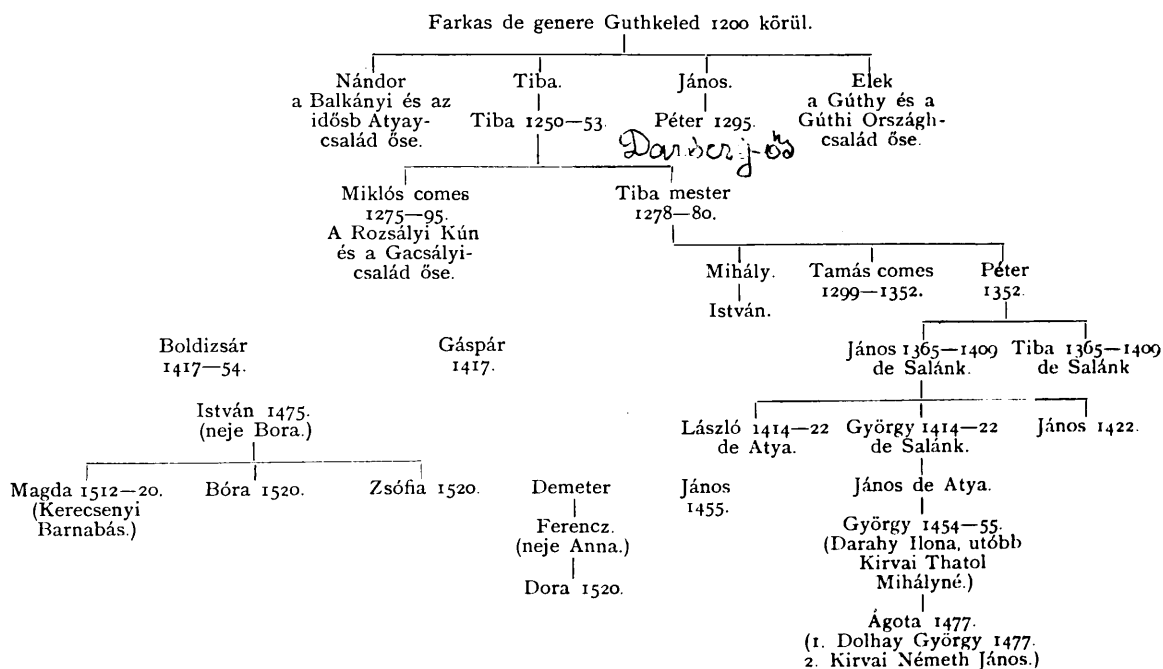 Farkas de genere Guthkeled 1200 körül.
Nándor
a Balkányi és az
idősb Atyay-
család őse.
Tiba.
Tiba 1250—53.
János.
Péter 1295.
Elek
a Gúthy és a
Gúthi Országh-
család őse.
Miklós comes
1275—95.
A Rozsályi Kún
és a Gacsályi-
család őse.
Tiba mester
1278—80.
Mihály.
István.
Tamás comes
1299—1352.
Péter
1352.
Boldizsár
1417—54.
Gáspár
1417.
János 1365—1409
de Salánk.
Tiba 1365—1409
de Salánk
István 1475.
(neje Bora.)
László 1414—22
de Atya.
György 1414—22
de Salánk.
János 1422.
Magda 1512—20.
(Kerecsenyi
Barnabás.)
Bóra 1520.
Zsófia 1520.
Demeter
Ferencz.
(neje Anna.)
Dora 1520.
János
1455.
János de Atya.
György 1454—55.
(Darahy Ilona, utóbb
Kirvai Thatol
Mihályné.)
Ágota 1477.
(1. Dolhay György 1477.
2. Kirvai Németh János.)